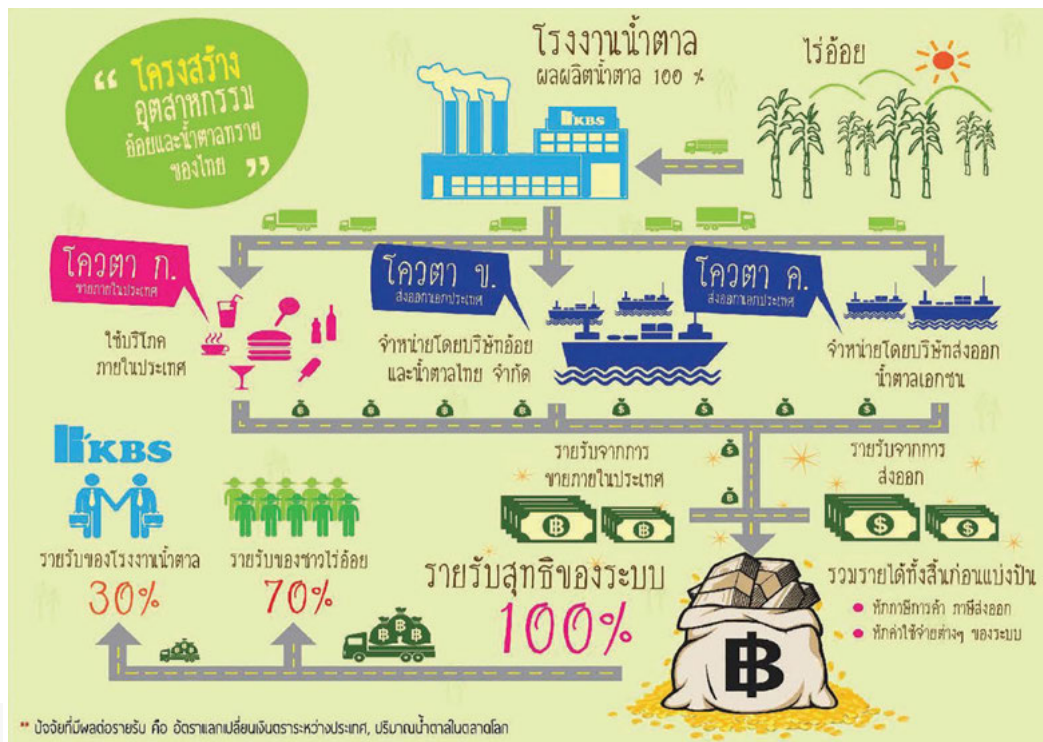 “ โครงสร้าง
อุตสาหกรรม
อ้อยและน้ำตาลทราย
ของไทย ”
โรงงานน้ำตาล
ผลผลิตน้ำตาล 100 %
KBS
ไร่อ้อย
โควตา ก.
ขายภายในประเทศ
ใช้บริโภค
ภายในประเทศ
โควตา ข.
ส่งออกนอกประเทศ
จำหน่ายโดยบริษัทอ้อย
และน้ำตาลไทย จำกัด
โควตา ค.
ส่งออกนอกประเทศ
จำหน่ายโดยบริษัทส่งออก
น้ำตาลเอกชน
รายรับจากการ
ขายภายในประเทศ
รายรับจากการ
ส่งออก
KBS
รายรับของโรงงานน้ำตาล
30%
รายรับของชาวไร่อ้อย
70%
รายรับสุทธิของระบบ
100%
รวมรายได้ทั้งสิ้นก่อนแบ่งปัน
• หักภาษีการค้า ภาษีส่งออก
• หักค่าใช้จ่ายต่างๆ ของระบบ
฿
** ปัจจัยที่มีผลต่อรายรับ คือ อัตราแลกเปลี่ยนเงินตราระหว่างประเทศ, ปริมาณน้ำตาลในตลาดโลก